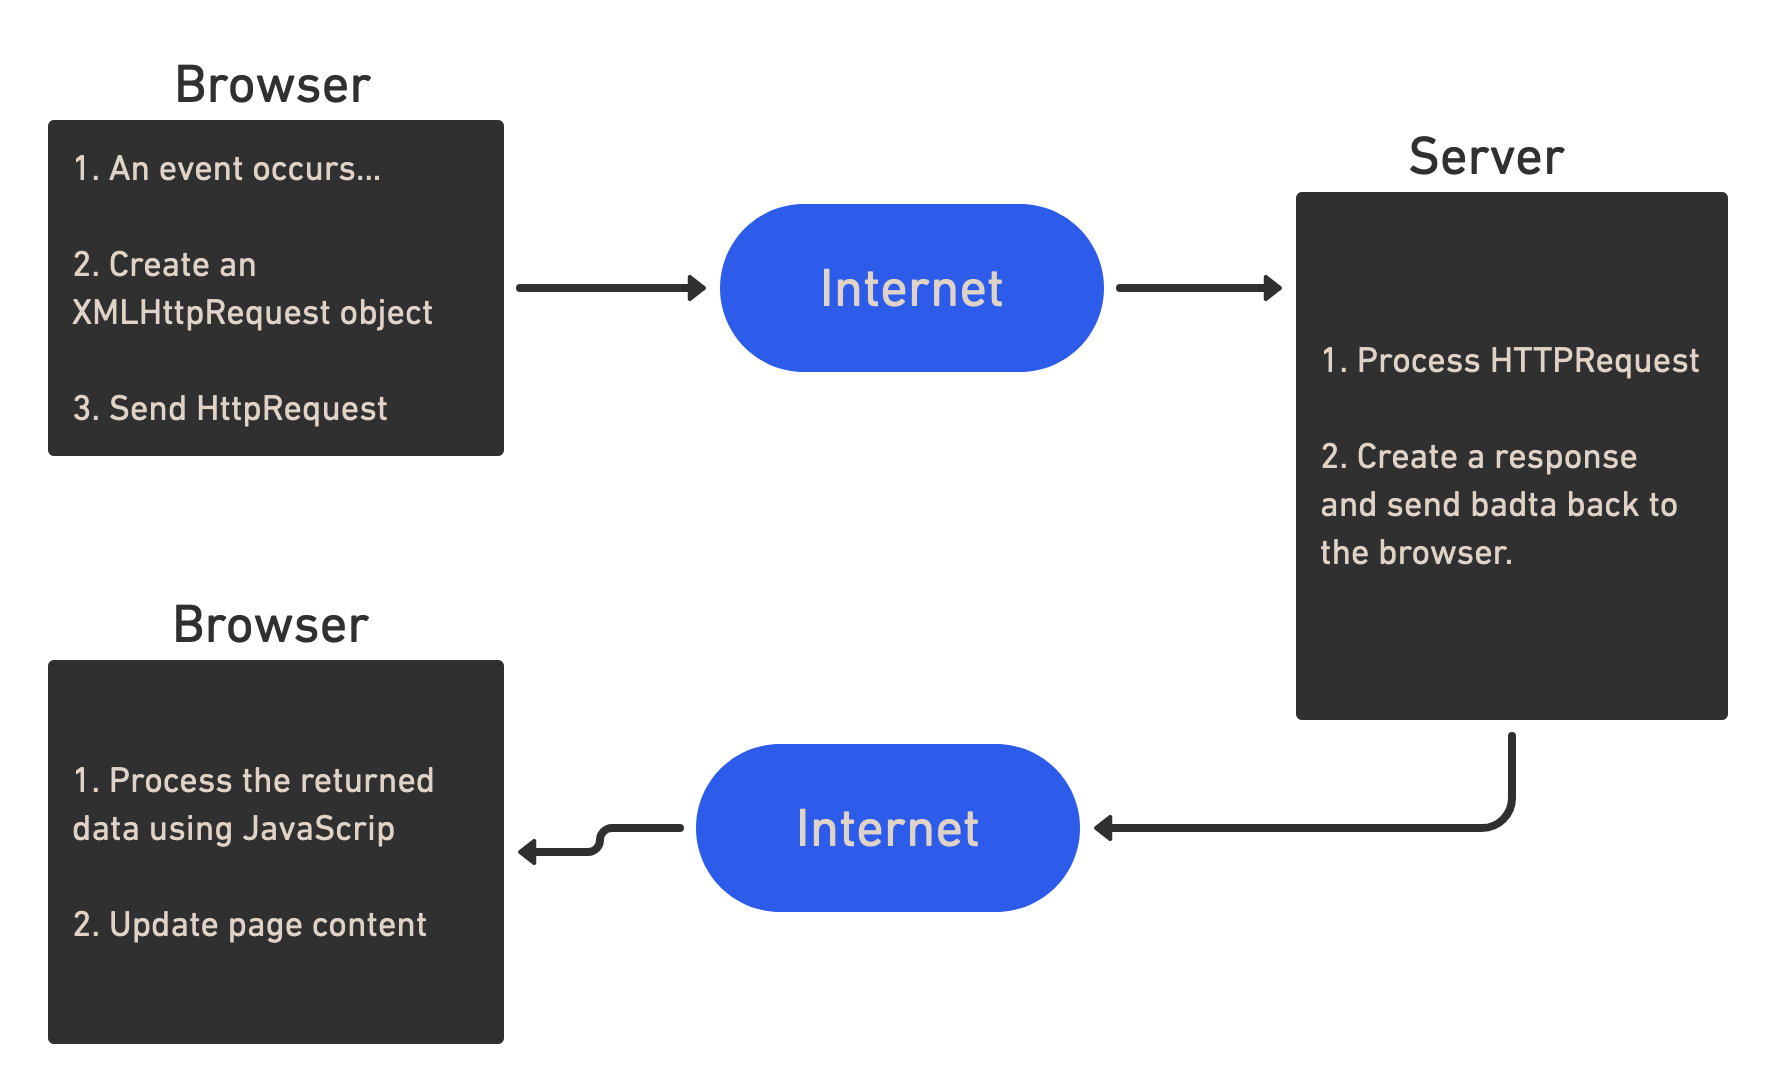 Browser
1. An event occurs...
2. Create an
XMLHttpRequest object
3. Send HttpRequest
Internet
Server
1. Process HTTPRequest
2. Create a response
and send badta back to
the browser.
Browser
1. Process the returned
data using JavaScrip
2. Update page content
Internet